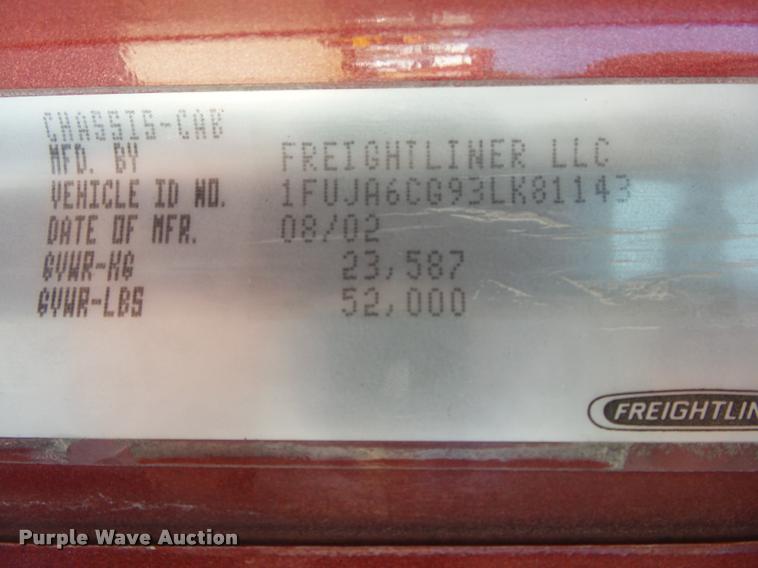 CHASSIS-CAB
MFD. BY FREIGHTLINER LLC
VEHICLE ID NO. 1FUJA6CG93LK81143
DATE OF MFR. 08/02
GVWR-KG 23,587
GVWR-LBS 52,000
FREIGHTLIN
Purple Wave Auction